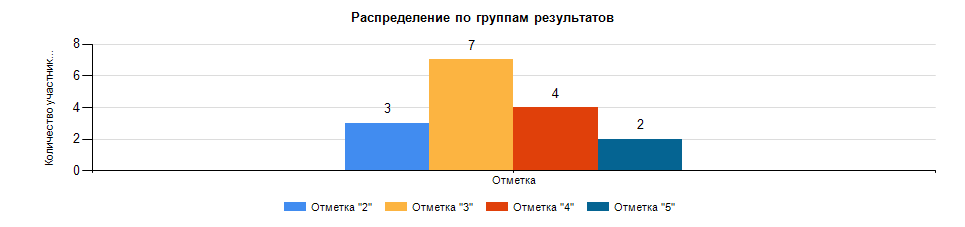 Распределение по группам результатов
Количество участник...
8
6
4
2
0
3
7
4
2
Отметка
Отметка "2" Отметка "3" Отметка "4" Отметка "5"